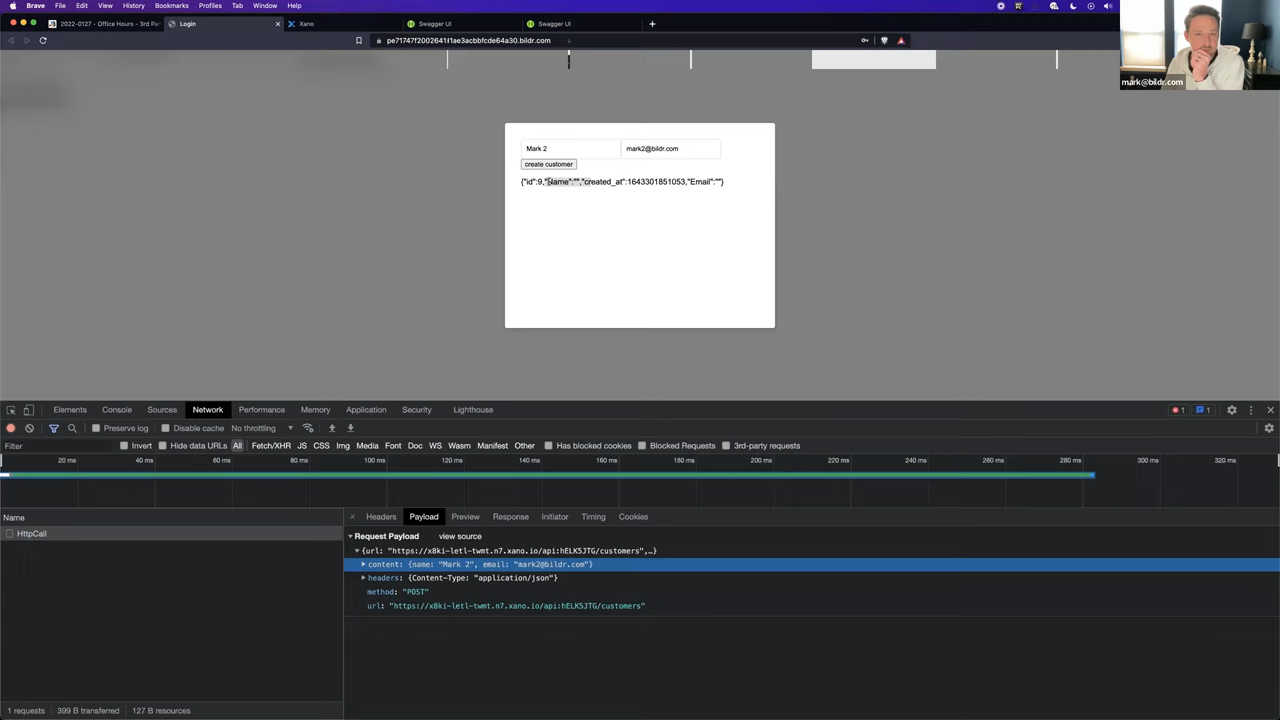 Brave File Edit View History Bookmarks Profiles Tab Window Help
2022-0127 - Office Hours - 3rd Pa Login Xano Swagger UI Swagger UI
mark@bildr.com
Mark 2 mark2@bildr.com
create customer
{"id":9,"Name":"","created_at":1643301851053,"Email":""}
Elements Console Sources Network Performance Memory Application Security Lighthouse 1 1
Preserve log Disable cache No throttling
Filter Invert Hide data URLs All Fetch/XHR JS CSS Img Media Font Doc WS Wasm Manifest Other Has blocked cookies Blocked Requests 3rd-party requests
20 ms 40 ms 60 ms 80 ms 100 ms 120 ms 140 ms 160 ms 180 ms 200 ms 220 ms 240 ms 260 ms 280 ms 300 ms 320 ms
Name Headers Payload Preview Response Initiator Timing Cookies
HttpCall
Request Payload view source
{url: "https://x8ki-letl-twmt.n7.xano.io/api:hELK5JTG/customers",…}
content: {name: "Mark 2", email: "mark2@bildr.com"}
headers: {Content-Type: "application/json"}
method: "POST"
url: "https://x8ki-letl-twmt.n7.xano.io/api:hELK5JTG/customers"
1 requests 399 B transferred 127 B resources